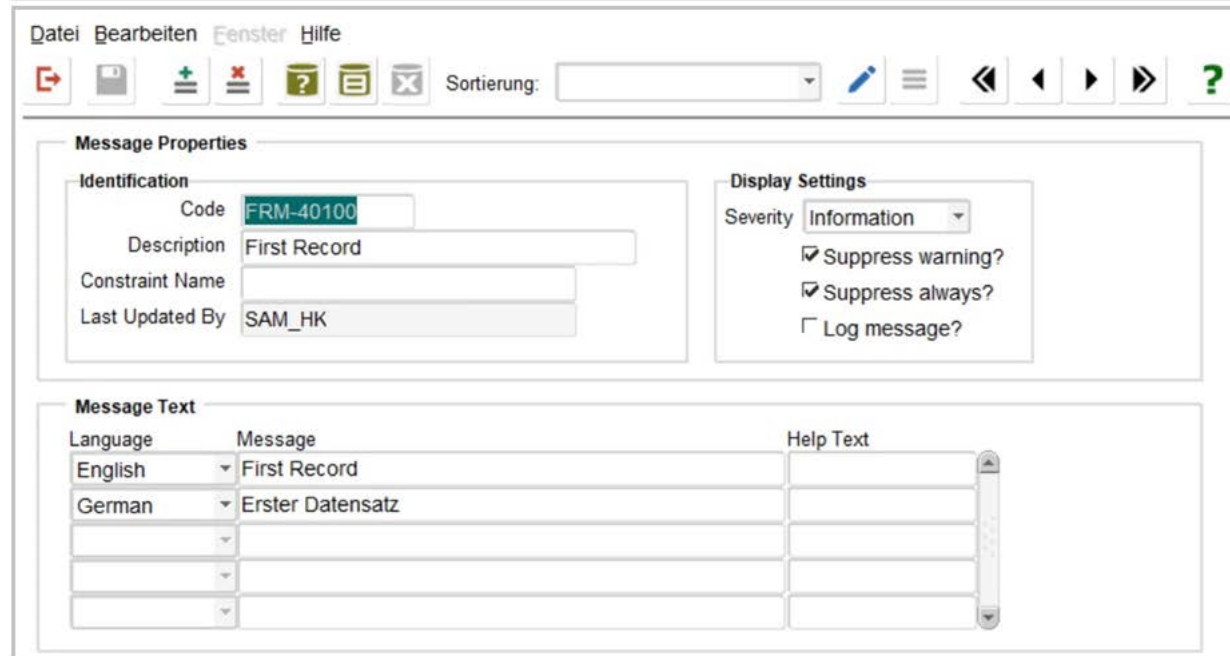 Datei Bearbeiten Fenster Hilfe
Sortierung:
Message Properties
Identification
Code FRM-40100
Description First Record
Constraint Name
Last Updated By SAM_HK
Display Settings
Severity Information
Suppress warning?
Suppress always?
Log message?
Message Text
Language Message Help Text
English First Record
German Erster Datensatz